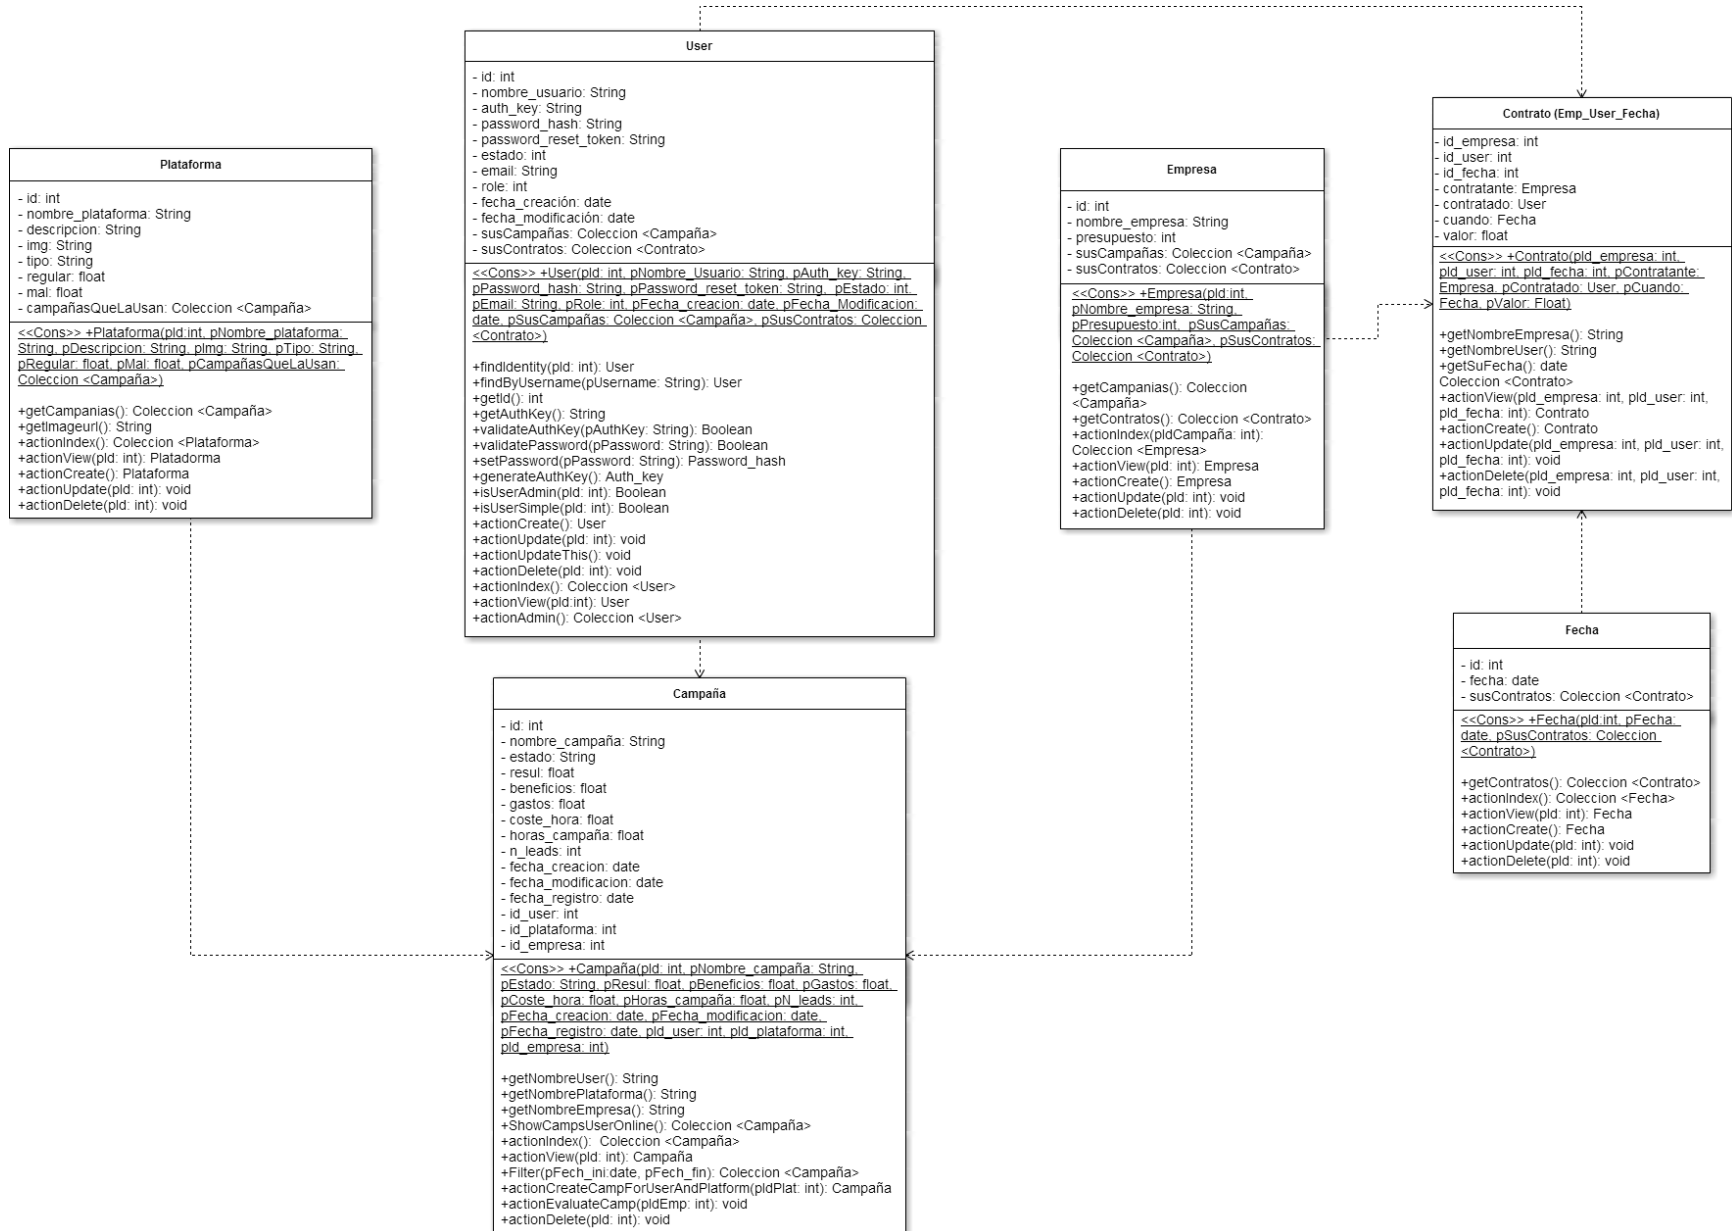 User
- id: int
- nombre_usuario: String
- auth_key: String
- password_hash: String
- password_reset_token: String
- estado: int
- email: String
- role: int
- fecha_creación: date
- fecha_modificación: date
- susCampañas: Coleccion <Campaña>
- susContratos: Coleccion <Contrato>
<<Cons>> +User(pId: int, pNombre_Usuario: String, pAuth_key: String,
pPassword_hash: String, pPassword_reset_token: String, pEstado: int,
pEmail: String, pRole: int, pFecha_creacion: date, pFecha_Modificacion:
date, pSusCampañas: Coleccion <Campaña>, pSusContratos: Coleccion
<Contrato>)
+findIdentity(pId: int): User
+findByUsername(pUsername: String): User
+getId(): int
+getAuthKey(): String
+validateAuthKey(pAuthKey: String): Boolean
+validatePassword(pPassword: String): Boolean
+setPassword(pPassword: String): Password_hash
+generateAuthKey(): Auth_key
+isUserAdmin(pId: int): Boolean
+isUserSimple(pId: int): Boolean
+actionCreate(): User
+actionUpdate(pId: int): void
+actionUpdateThis(): void
+actionDelete(pId: int): void
+actionIndex(): Coleccion <User>
+actionView(pId:int): User
+actionAdmin(): Coleccion <User>
Plataforma
- id: int
- nombre_plataforma: String
- descripcion: String
- img: String
- tipo: String
- regular: float
- mal: float
- campañasQueLaUsan: Coleccion <Campaña>
<<Cons>> +Plataforma(pId:int, pNombre_plataforma:
String, pDescripcion: String, pImg: String, pTipo: String,
pRegular: float, pMal: float, pCampañasQueLaUsan:
Coleccion <Campaña>)
+getCampanias(): Coleccion <Campaña>
+getImageurl(): String
+actionIndex(): Coleccion <Plataforma>
+actionView(pId: int): Platadorma
+actionCreate(): Plataforma
+actionUpdate(pId: int): void
+actionDelete(pId: int): void
Empresa
- id: int
- nombre_empresa: String
- presupuesto: int
- susCampañas: Coleccion <Campaña>
- susContratos: Coleccion <Contrato>
<<Cons>> +Empresa(pId:int,
pNombre_empresa: String,
pPresupuesto:int, pSusCampañas:
Coleccion <Campaña>, pSusContratos:
Coleccion <Contrato>)
+getCampanias(): Coleccion
<Campaña>
+getContratos(): Coleccion <Contrato>
+actionIndex(pIdCampaña: int):
Coleccion <Empresa>
+actionView(pId: int): Empresa
+actionCreate(): Empresa
+actionUpdate(pId: int): void
+actionDelete(pId: int): void
Contrato (Emp_User_Fecha)
- id_empresa: int
- id_user: int
- id_fecha: int
- contratante: Empresa
- contratado: User
- cuando: Fecha
- valor: float
<<Cons>> +Contrato(pId_empresa: int,
pId_user: int, pId_fecha: int, pContratante:
Empresa, pContratado: User, pCuando:
Fecha, pValor: Float)
+getNombreEmpresa(): String
+getNombreUser(): String
+getSuFecha(): date
Coleccion <Contrato>
+actionView(pId_empresa: int, pId_user: int,
pId_fecha: int): Contrato
+actionCreate(): Contrato
+actionUpdate(pId_empresa: int, pId_user: int,
pId_fecha: int): void
+actionDelete(pId_empresa: int, pId_user: int,
pId_fecha: int): void
Fecha
- id: int
- fecha: date
- susContratos: Coleccion <Contrato>
<<Cons>> +Fecha(pId:int, pFecha:
date, pSusContratos: Coleccion
<Contrato>)
+getContratos(): Coleccion <Contrato>
+actionIndex(): Coleccion <Fecha>
+actionView(pId: int): Fecha
+actionCreate(): Fecha
+actionUpdate(pId: int): void
+actionDelete(pId: int): void
Campaña
- id: int
- nombre_campaña: String
- estado: String
- resul: float
- beneficios: float
- gastos: float
- coste_hora: float
- horas_campaña: float
- n_leads: int
- fecha_creacion: date
- fecha_modificacion: date
- fecha_registro: date
- id_user: int
- id_plataforma: int
- id_empresa: int
<<Cons>> +Campaña(pId: int, pNombre_campaña: String,
pEstado: String, pResul: float, pBeneficios: float, pGastos: float,
pCoste_hora: float, pHoras_campaña: float, pN_leads: int,
pFecha_creacion: date, pFecha_modificacion: date,
pFecha_registro: date, pId_user: int, pId_plataforma: int,
pId_empresa: int)
+getNombreUser(): String
+getNombrePlataforma(): String
+getNombreEmpresa(): String
+ShowCampsUserOnline(): Coleccion <Campaña>
+actionIndex(): Coleccion <Campaña>
+actionView(pId: int): Campaña
+Filter(pFech_ini:date, pFech_fin): Coleccion <Campaña>
+actionCreateCampForUserAndPlatform(pIdPlat: int): Campaña
+actionEvaluateCamp(pIdEmp: int): void
+actionDelete(pId: int): void